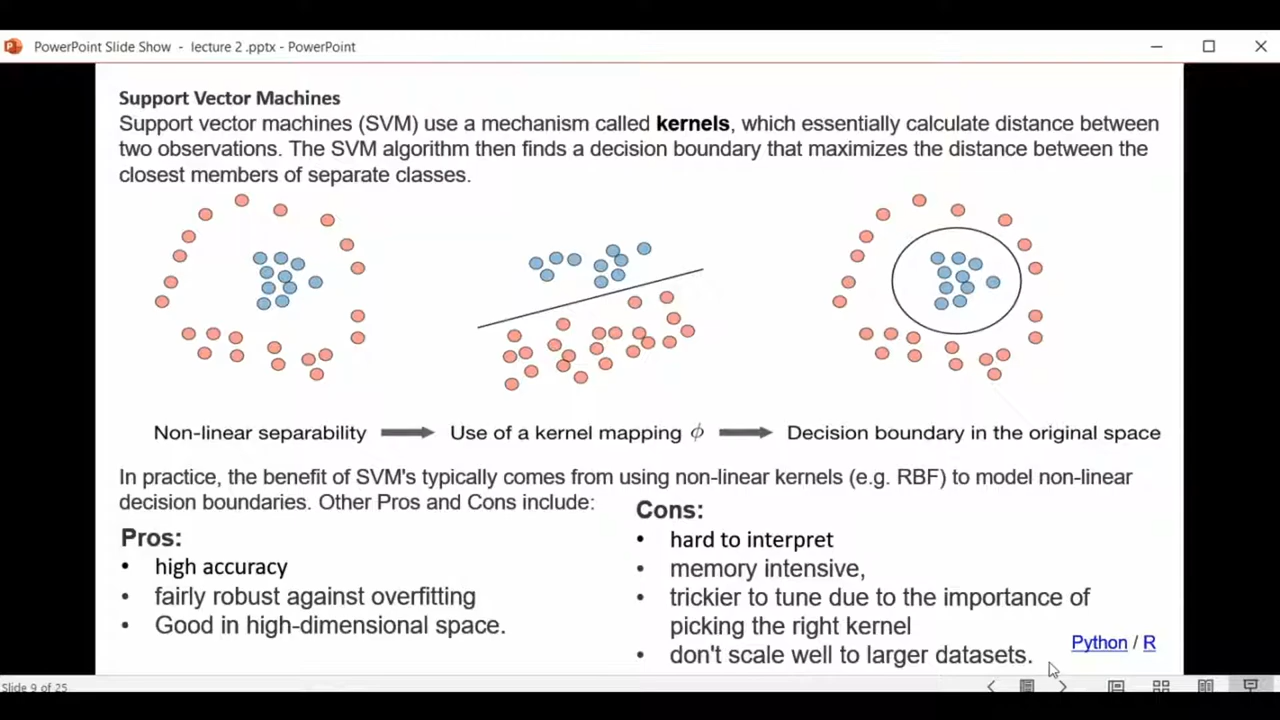 PowerPoint Slide Show - lecture 2 .pptx - PowerPoint
Support Vector Machines
Support vector machines (SVM) use a mechanism called kernels, which essentially calculate distance between
two observations. The SVM algorithm then finds a decision boundary that maximizes the distance between the
closest members of separate classes.
Non-linear separability
Use of a kernel mapping ϕ
Decision boundary in the original space
In practice, the benefit of SVM's typically comes from using non-linear kernels (e.g. RBF) to model non-linear
decision boundaries. Other Pros and Cons include:
Pros:
• high accuracy
• fairly robust against overfitting
• Good in high-dimensional space.
Cons:
• hard to interpret
• memory intensive,
• trickier to tune due to the importance of
picking the right kernel
• don't scale well to larger datasets.
Python / R
Slide 9 of 25